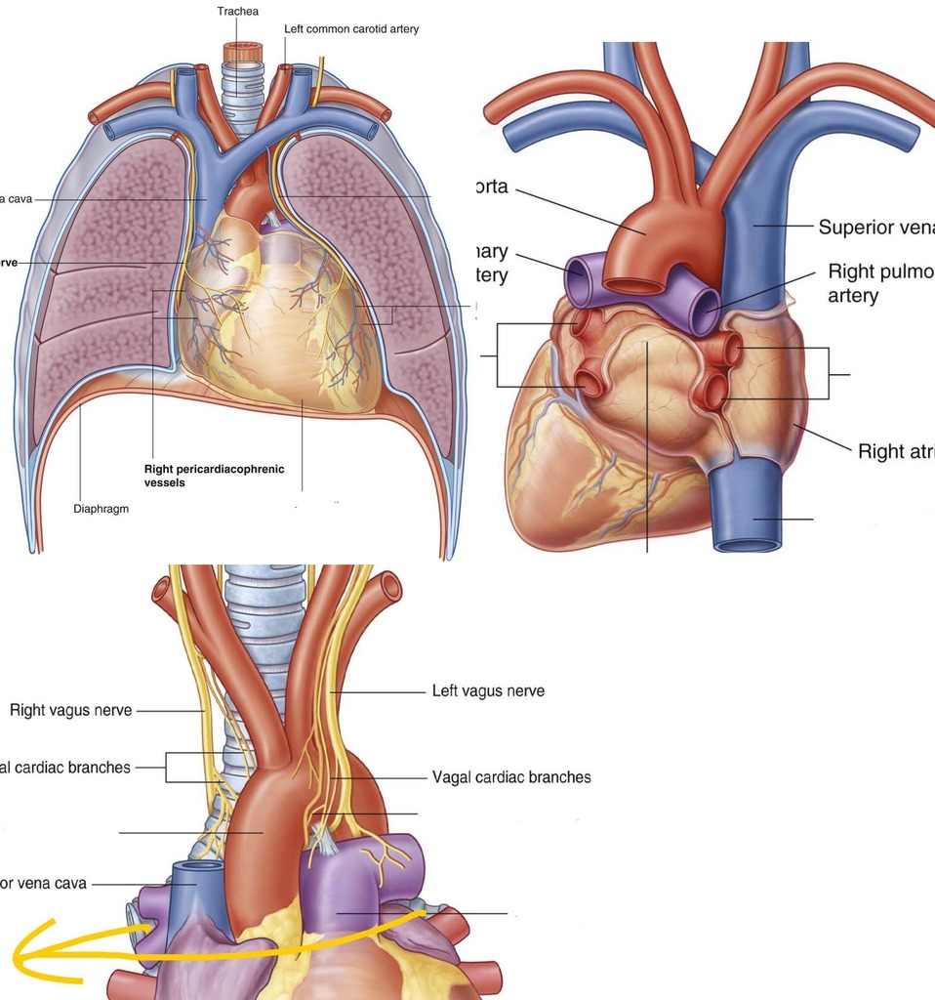 Trachea
Left common carotid artery
a cava
rve
Right pericardiacophrenic
vessels
Diaphragm
orta
nary
tery
Superior vena
Right pulmo
artery
Right atri
Right vagus nerve
al cardiac branches
or vena cava
Left vagus nerve
Vagal cardiac branches